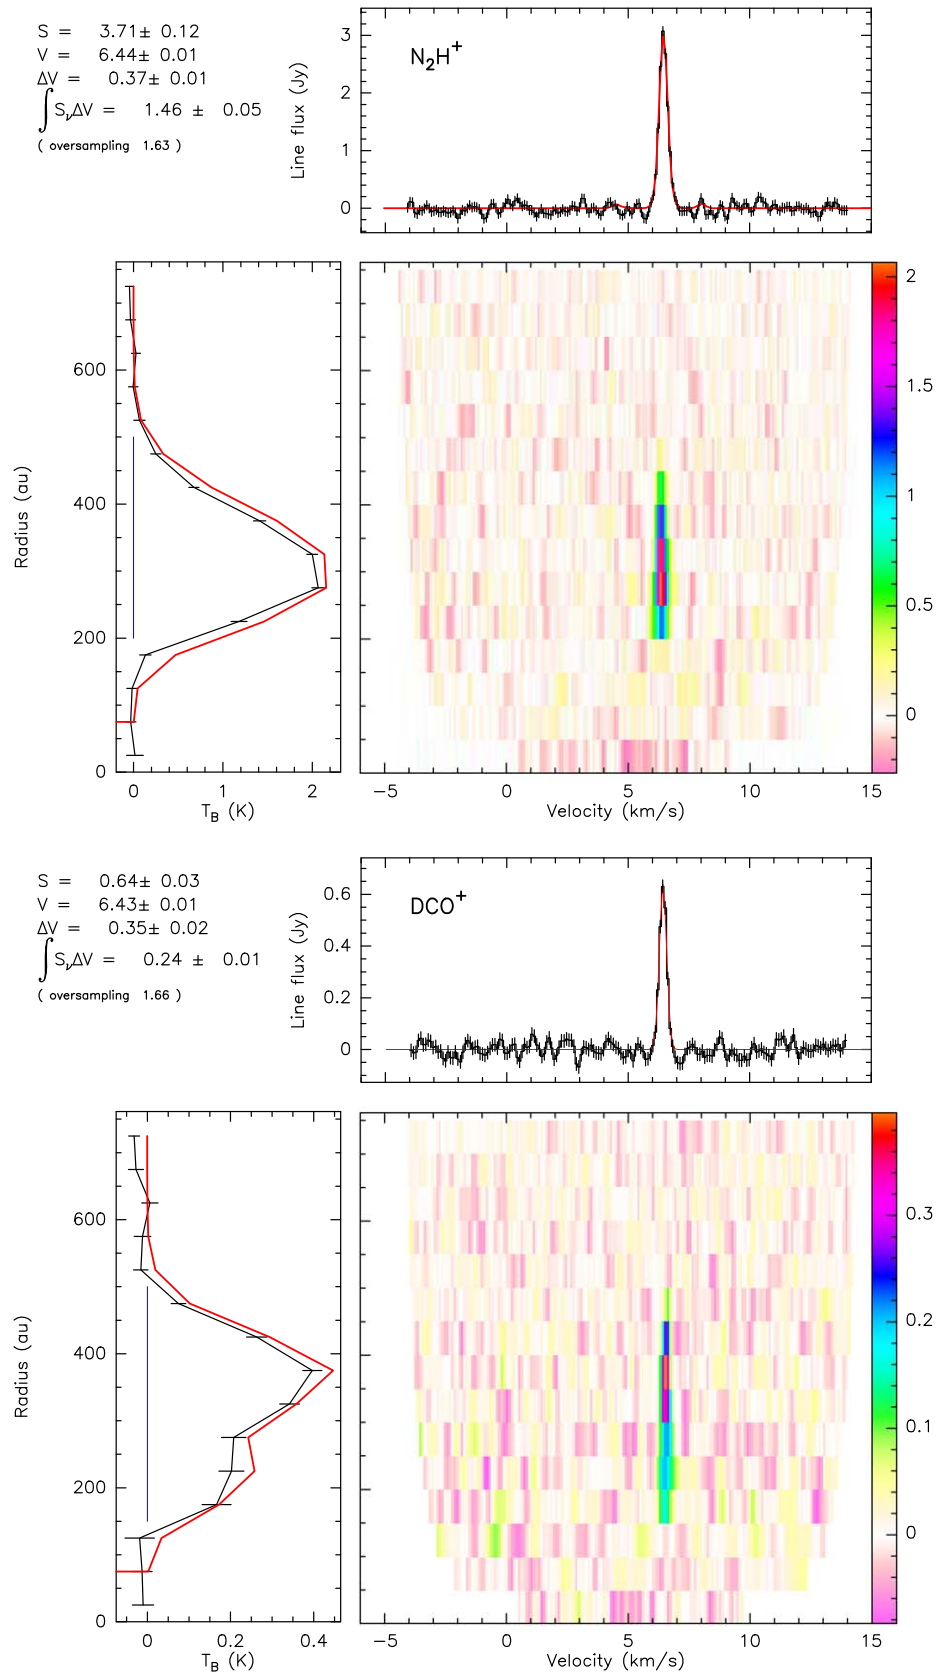 S = 3.71± 0.12
V = 6.44± 0.01
ΔV = 0.37± 0.01
∫S_νΔV = 1.46 ± 0.05
( oversampling 1.63 )
N₂H⁺
Line flux (Jy)
3
2
1
0
Radius (au)
600
400
200
0
0 1 2
T_B (K)
−5 0 5 10 15
Velocity (km/s)
2
1.5
1
0.5
0
S = 0.64± 0.03
V = 6.43± 0.01
ΔV = 0.35± 0.02
∫S_νΔV = 0.24 ± 0.01
( oversampling 1.66 )
DCO⁺
Line flux (Jy)
0.6
0.4
0.2
0
Radius (au)
600
400
200
0
0 0.2 0.4
T_B (K)
−5 0 5 10 15
Velocity (km/s)
0.3
0.2
0.1
0